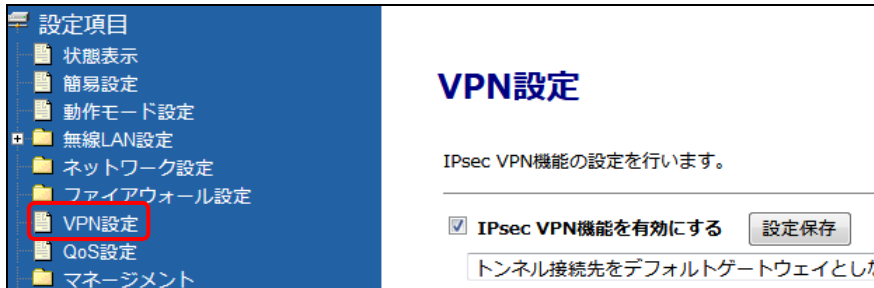 設定項目
状態表示
簡易設定
動作モード設定
無線LAN設定
ネットワーク設定
ファイアウォール設定
VPN設定
QoS設定
マネージメント
VPN設定
IPsec VPN機能の設定を行います。
IPsec VPN機能を有効にする 設定保存
トンネル接続先をデフォルトゲートウェイとし